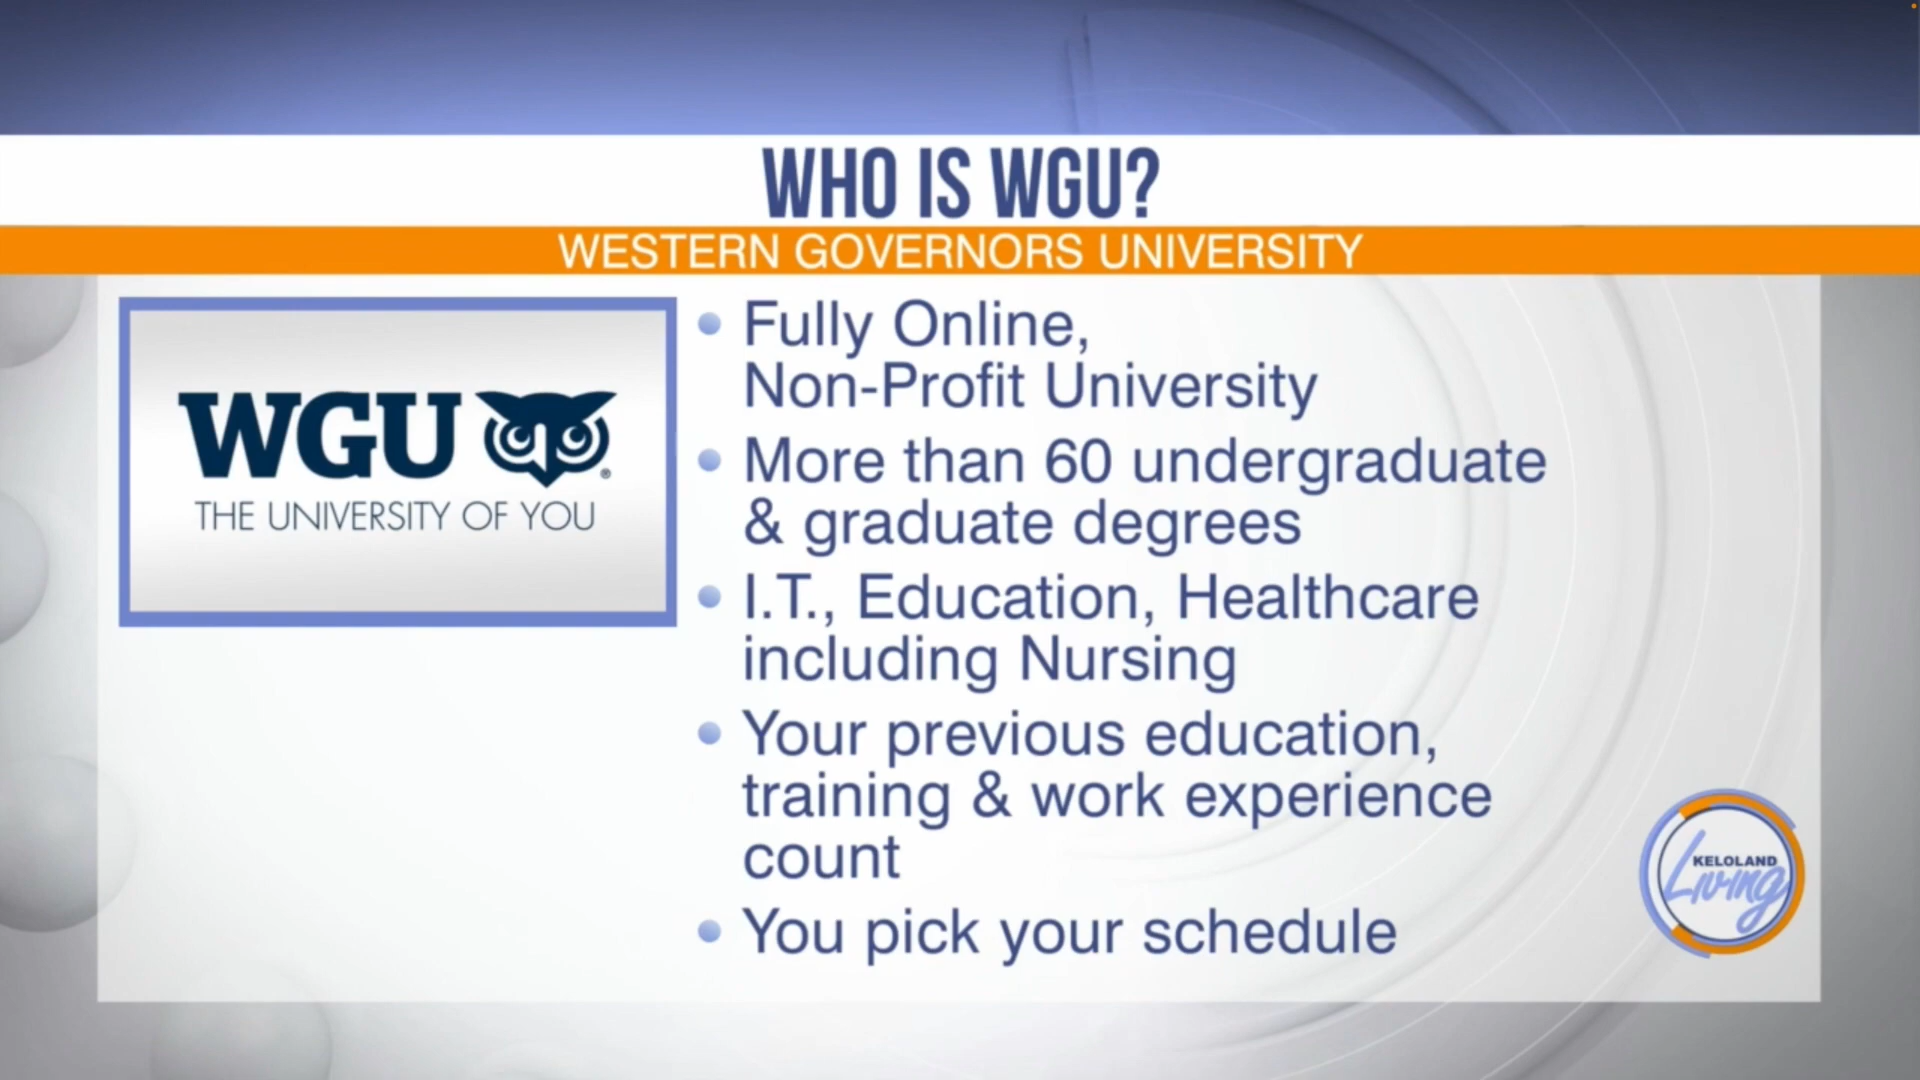 WHO IS WGU?
WESTERN GOVERNORS UNIVERSITY
WGU
THE UNIVERSITY OF YOU
• Fully Online,
Non-Profit University
• More than 60 undergraduate
& graduate degrees
• I.T., Education, Healthcare
including Nursing
• Your previous education,
training & work experience
count
• You pick your schedule
KELOLAND
Living